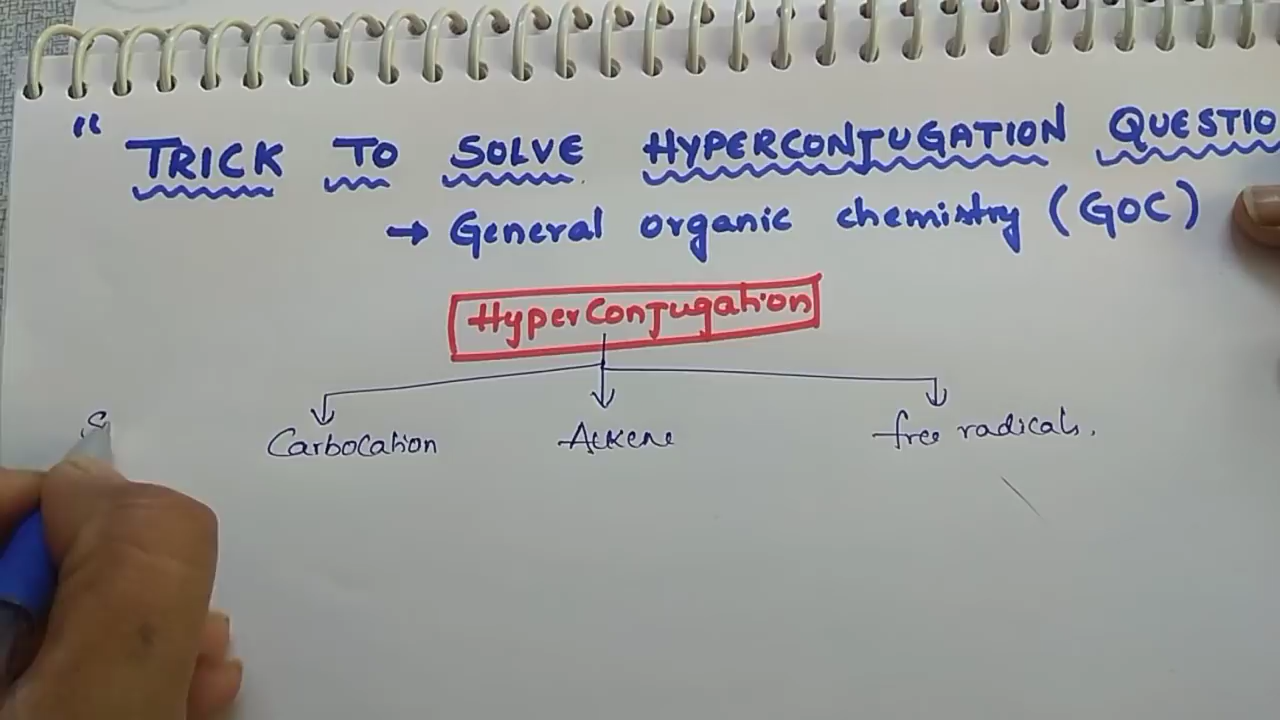 “ TRICK TO SOLVE HYPERCONJUGATION QUESTIO
→ General organic chemistry (GOC)
HyperConjugation
Carbocation Alkene free radicals.
S